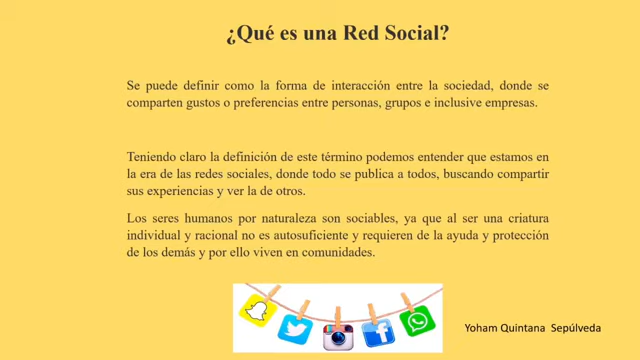 ¿Qué es una Red Social?
Se puede definir como la forma de interacción entre la sociedad, donde se
comparten gustos o preferencias entre personas, grupos e inclusive empresas.
Teniendo claro la definición de este término podemos entender que estamos en
la era de las redes sociales, donde todo se publica a todos, buscando compartir
sus experiencias y ver la de otros.
Los seres humanos por naturaleza son sociables, ya que al ser una criatura
individual y racional no es autosuficiente y requieren de la ayuda y protección
de los demás y por ello viven en comunidades.
Yoham Quintana Sepúlveda